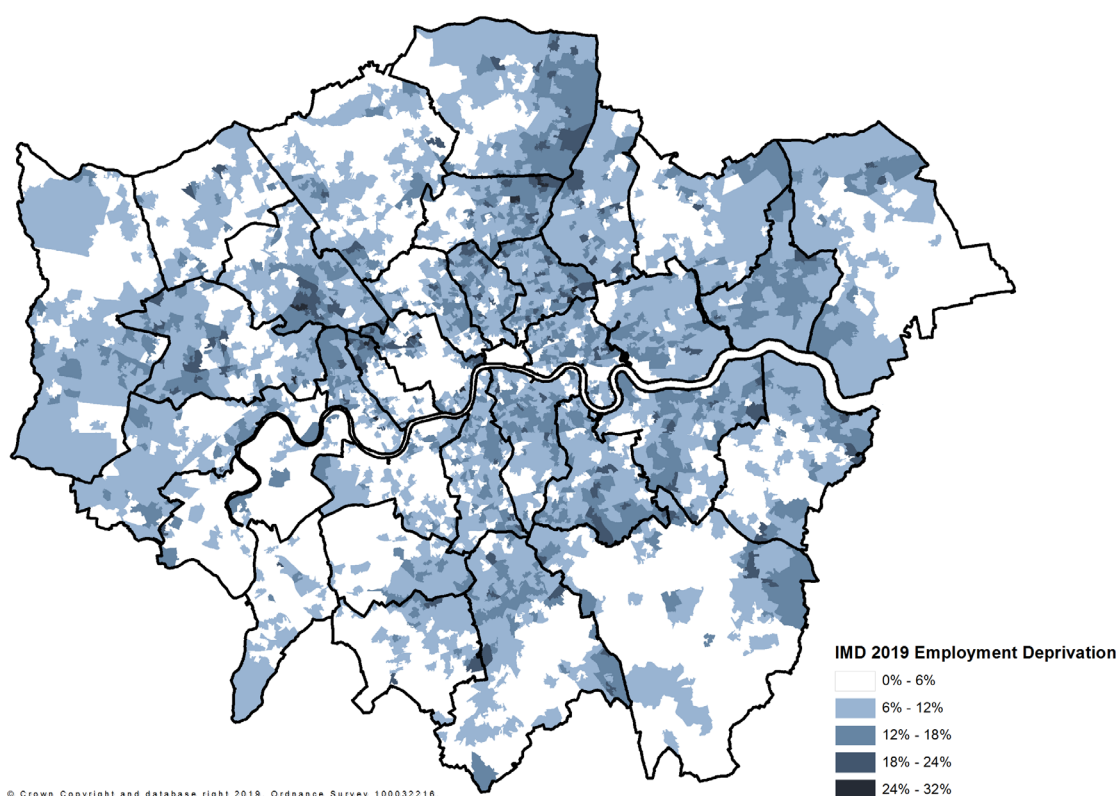 IMD 2019 Employment Deprivation
0% - 6%
6% - 12%
12% - 18%
18% - 24%
24% - 32%
© Crown Copyright and database right 2019. Ordnance Survey 100032216